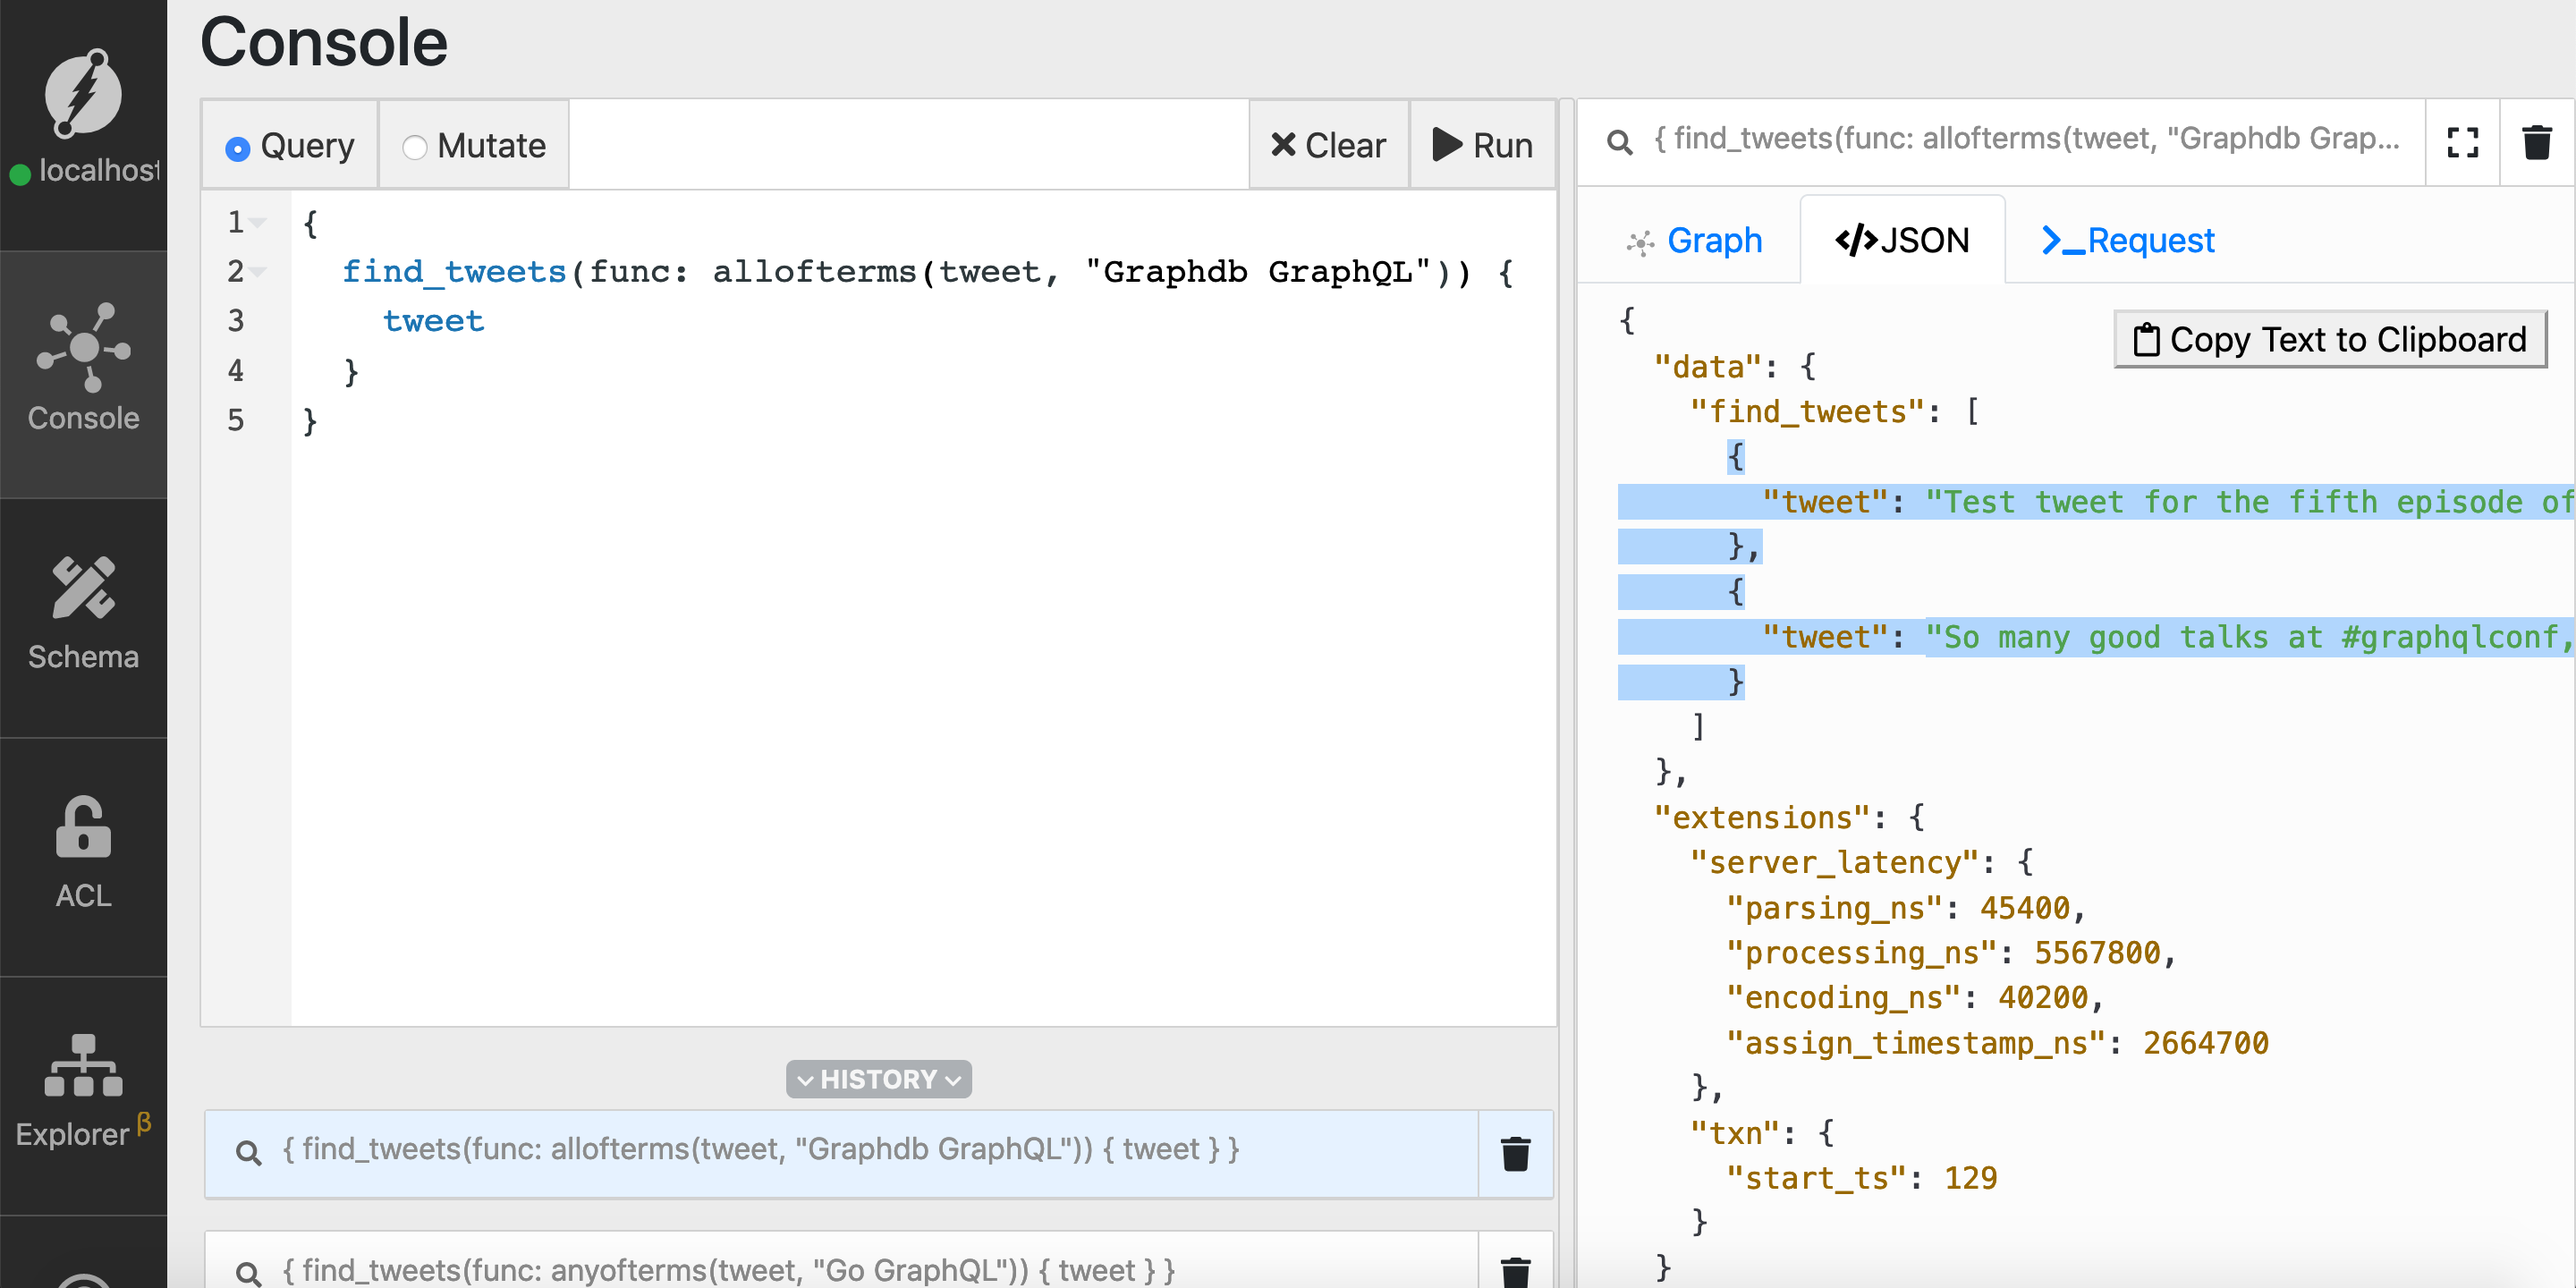 Console
localhost
Console
Schema
ACL
Explorer β
Query
Mutate
Clear
Run
1
2
3
4
5
{
find_tweets(func: allofterms(tweet, "Graphdb GraphQL")) {
tweet
}
}
HISTORY
{ find_tweets(func: allofterms(tweet, "Graphdb GraphQL")) { tweet } }
{ find_tweets(func: anyofterms(tweet, "Go GraphQL")) { tweet } }
{ find_tweets(func: allofterms(tweet, "Graphdb Grap...
Graph
</>JSON
>_Request
Copy Text to Clipboard
{
"data": {
"find_tweets": [
{
"tweet": "Test tweet for the fifth episode of
},
{
"tweet": "So many good talks at #graphqlconf,
}
]
},
"extensions": {
"server_latency": {
"parsing_ns": 45400,
"processing_ns": 5567800,
"encoding_ns": 40200,
"assign_timestamp_ns": 2664700
},
"txn": {
"start_ts": 129
}
}